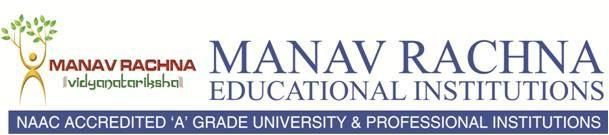 MANAV RACHNA
vidyanatariksha
MANAV RACHNA
EDUCATIONAL INSTITUTIONS
NAAC ACCREDITED ‘A’ GRADE UNIVERSITY & PROFESSIONAL INSTITUTIONS